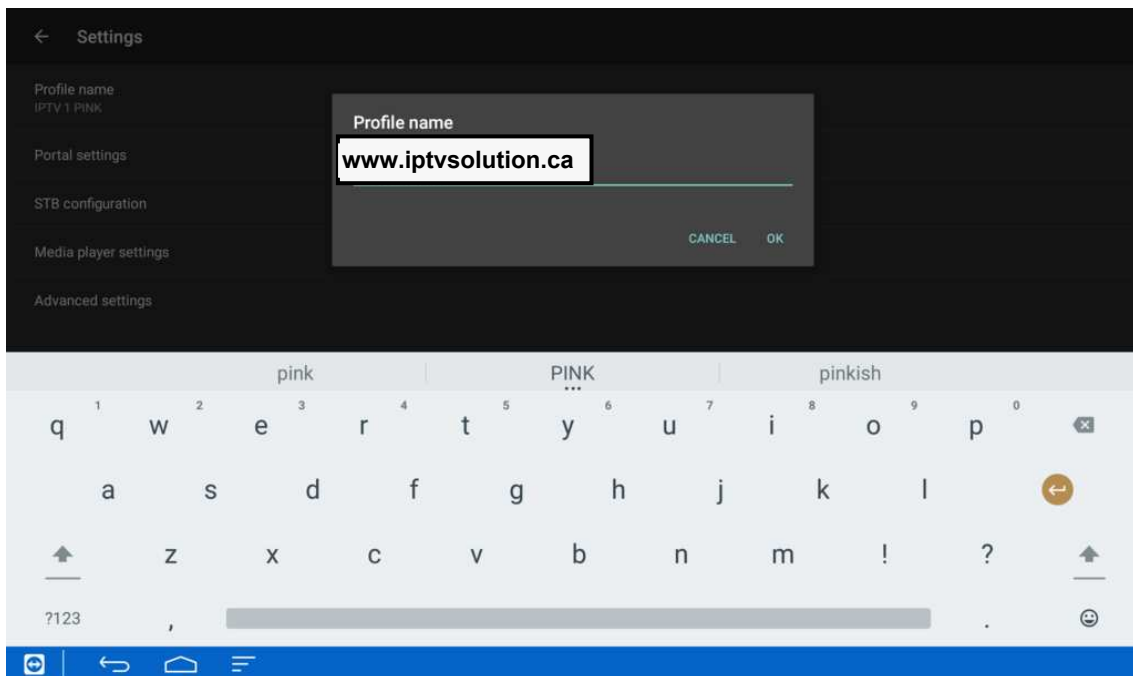 Settings
Profile name
IPTV 1 PINK
Portal settings
STB configuration
Media player settings
Advanced settings
Profile name
www.iptvsolution.ca
CANCEL OK
pink PINK pinkish
q 1 w 2 e 3 r 4 t 5 y 6 u 7 i 8 o 9 p 0
a s d f g h j k l
z x c v b n m ! ?
?123 , .